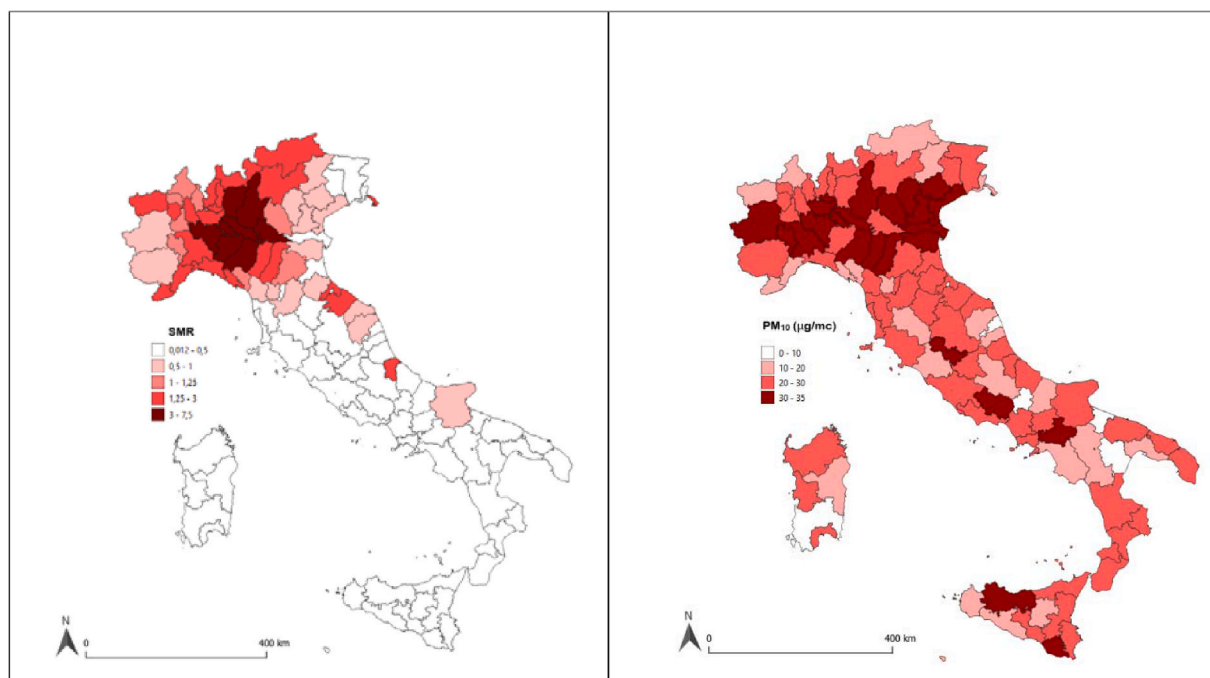 SMR
0,012 - 0,5
0,5 - 1
1 - 1,25
1,25 - 3
3 - 7,5
N
0
400 km
PM₁₀ (µg/mc)
0 - 10
10 - 20
20 - 30
30 - 35
N
0
400 km